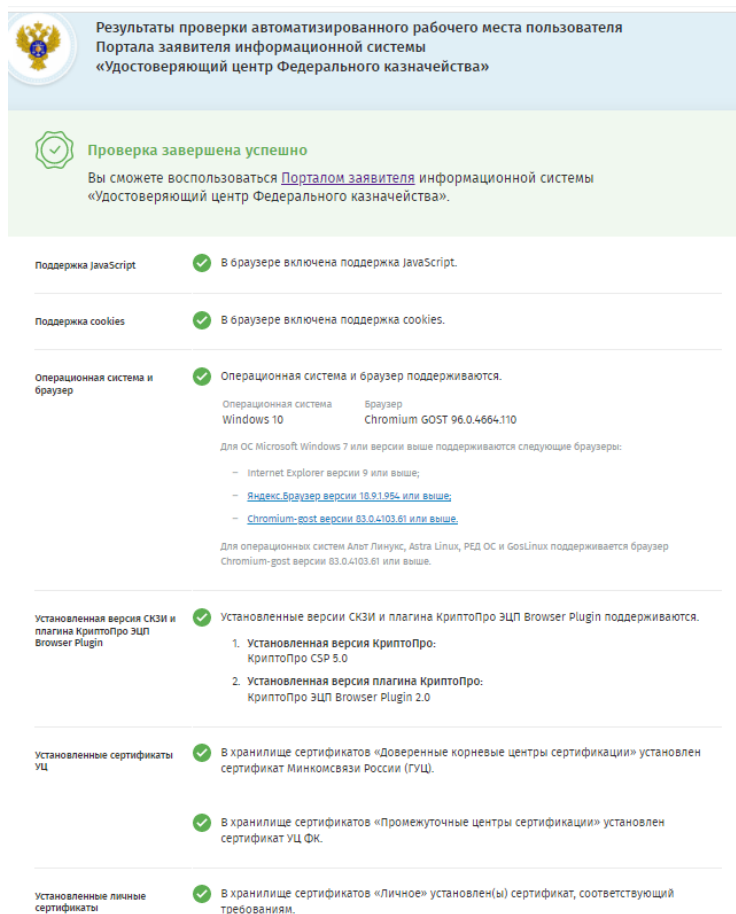 Результаты проверки автоматизированного рабочего места пользователя
Портала заявителя информационной системы
«Удостоверяющий центр Федерального казначейства»
Проверка завершена успешно
Вы сможете воспользоваться Порталом заявителя информационной системы
«Удостоверяющий центр Федерального казначейства».
Поддержка JavaScript
В браузере включена поддержка JavaScript.
Поддержка cookies
В браузере включена поддержка cookies.
Операционная система и
браузер
Операционная система и браузер поддерживаются.
Операционная система Браузер
Windows 10 Chromium GOST 96.0.4664.110
Для ОС Microsoft Windows 7 или версии выше поддерживаются следующие браузеры:
– Internet Explorer версии 9 или выше;
– Яндекс.Браузер версии 18.9.1.954 или выше;
– Chromium-gost версии 83.0.4103.61 или выше.
Для операционных систем Альт Линукс, Astra Linux, РЕД ОС и GosLinux поддерживается браузер
Chromium-gost версии 83.0.4103.61 или выше.
Установленная версия СКЗИ и
плагина КриптоПро ЭЦП
Browser Plugin
Установленные версии СКЗИ и плагина КриптоПро ЭЦП Browser Plugin поддерживаются.
1. Установленная версия КриптоПро:
КриптоПро CSP 5.0
2. Установленная версия плагина КриптоПро:
КриптоПро ЭЦП Browser Plugin 2.0
Установленные сертификаты
УЦ
В хранилище сертификатов «Доверенные корневые центры сертификации» установлен
сертификат Минкомсвязи России (ГУЦ).
В хранилище сертификатов «Промежуточные центры сертификации» установлен
сертификат УЦ ФК.
Установленные личные
сертификаты
В хранилище сертификатов «Личное» установлен(ы) сертификат, соответствующий
требованиям.